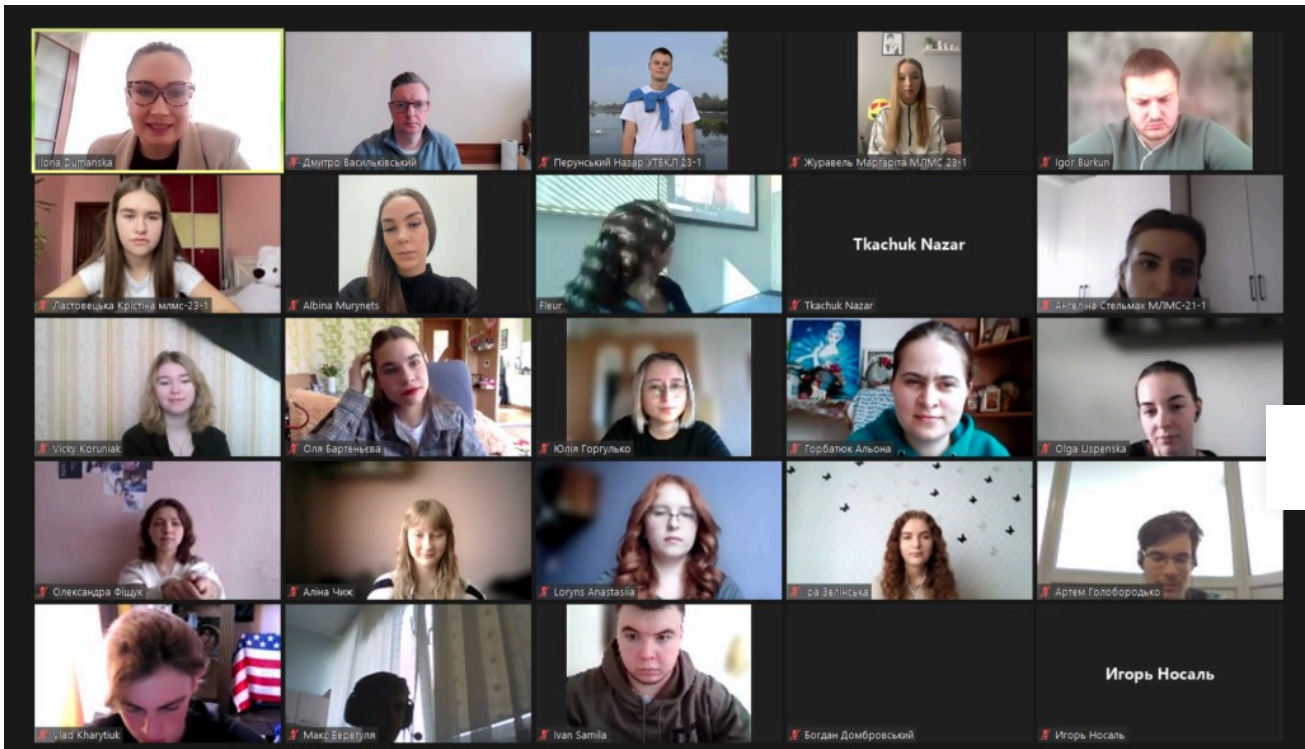 Ilona Dumanska
Дмитро Васильківський
Перунський Назар УТБКЛ 23-1
Журавель Маргаріта МЛМС 23-1
Igor Burkun
Ластовецька Крістіна млмс-23-1
Albina Murynets
Fleur
Tkachuk Nazar
Tkachuk Nazar
Ангеліна Стельмах МЛМС-21-1
Vicky Koruniak
Оля Бартеньєва
Юлія Горгулько
Горбатюк Альона
Olga Uspenska
Олександра Фіщук
Аліна Чиж
Loryns Anastasiia
ра Зелінська
Артем Голобородько
Vlad Kharytiuk
Макс Берегуля
Ivan Samila
Богдан Домбровський
Игорь Носаль
Игорь Носаль